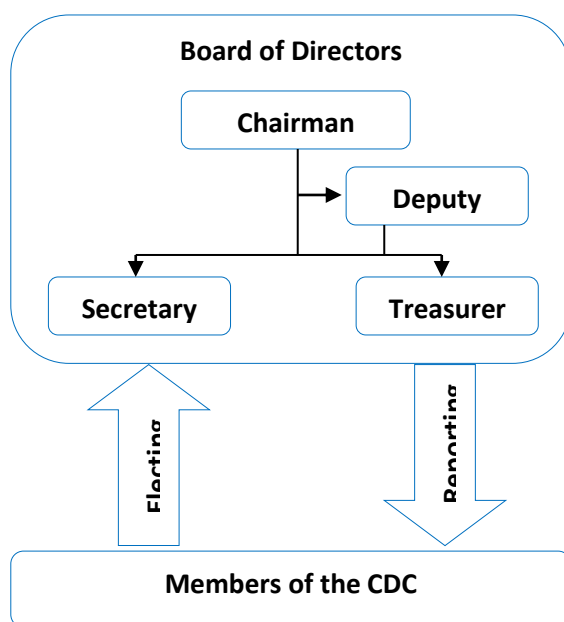 Board of Directors
Chairman
Deputy
Secretary
Treasurer
Electing
Reporting
Members of the CDC